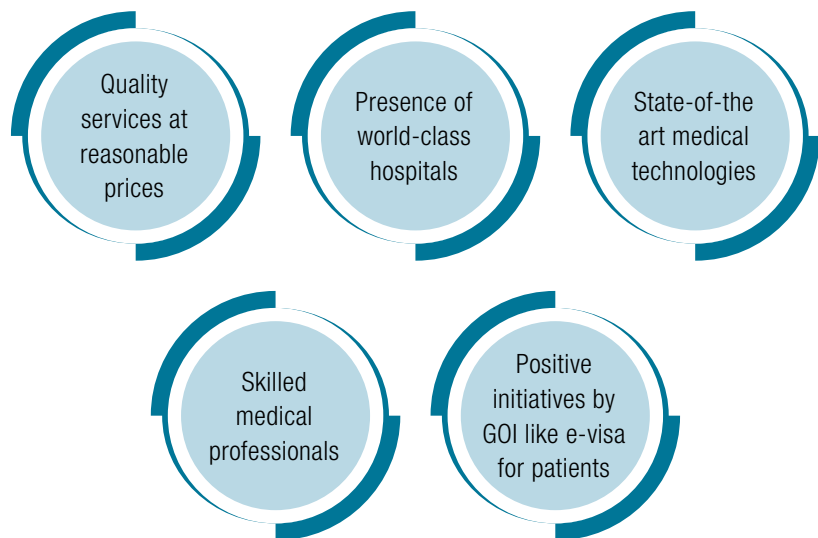 Quality
services at
reasonable
prices
Presence of
world-class
hospitals
State-of-the
art medical
technologies
Skilled
medical
professionals
Positive
initiatives by
GOI like e-visa
for patients